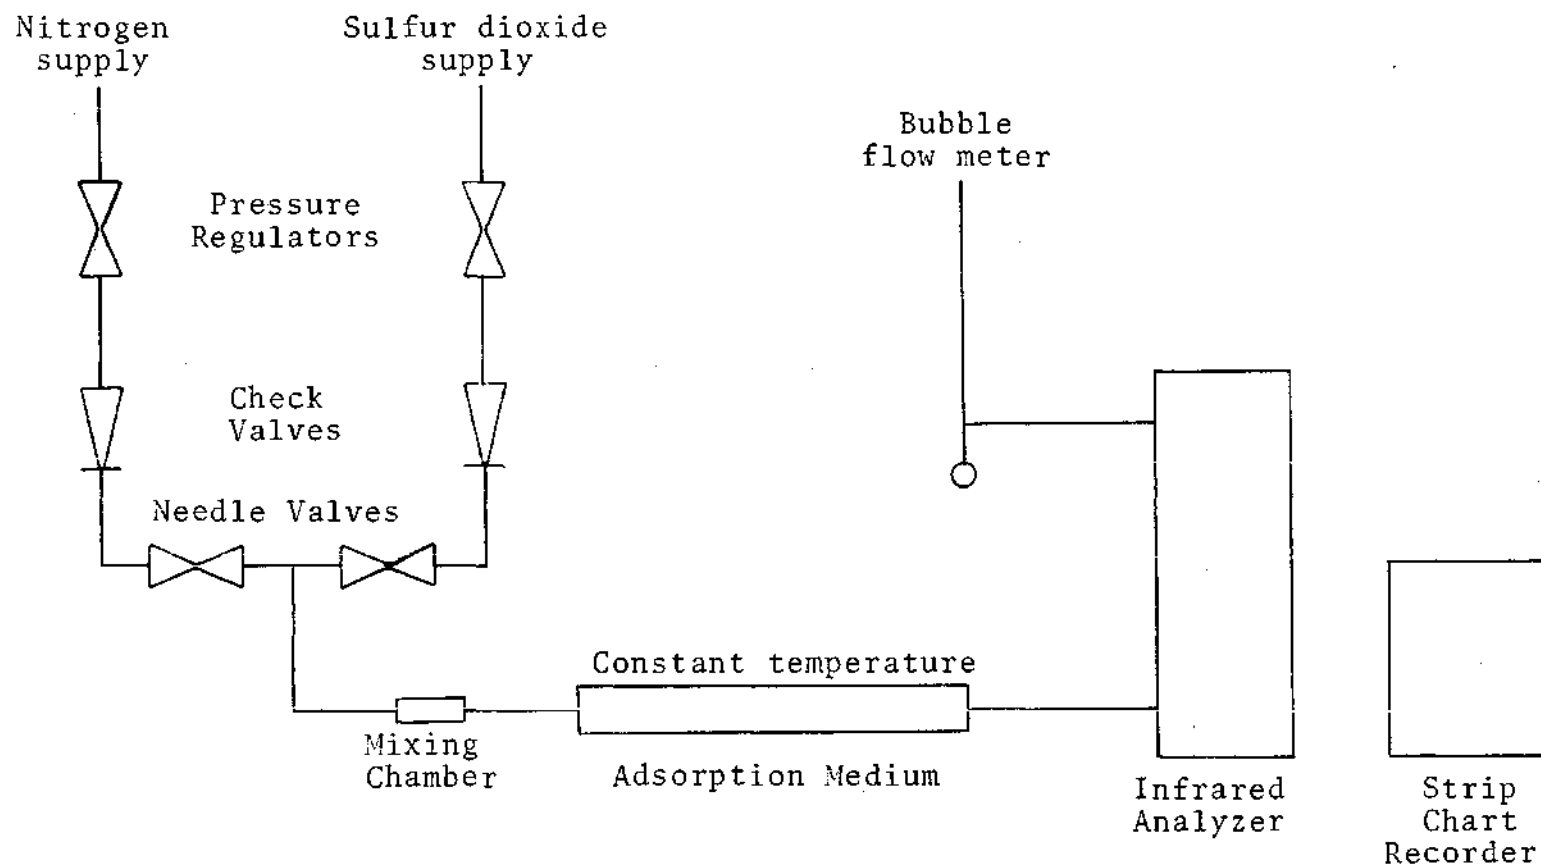 Nitrogen
supply
Sulfur dioxide
supply
Bubble
flow meter
Pressure
Regulators
Check
Valves
Needle Valves
Constant temperature
Mixing
Chamber
Adsorption Medium
Infrared
Analyzer
Strip
Chart
Recorder